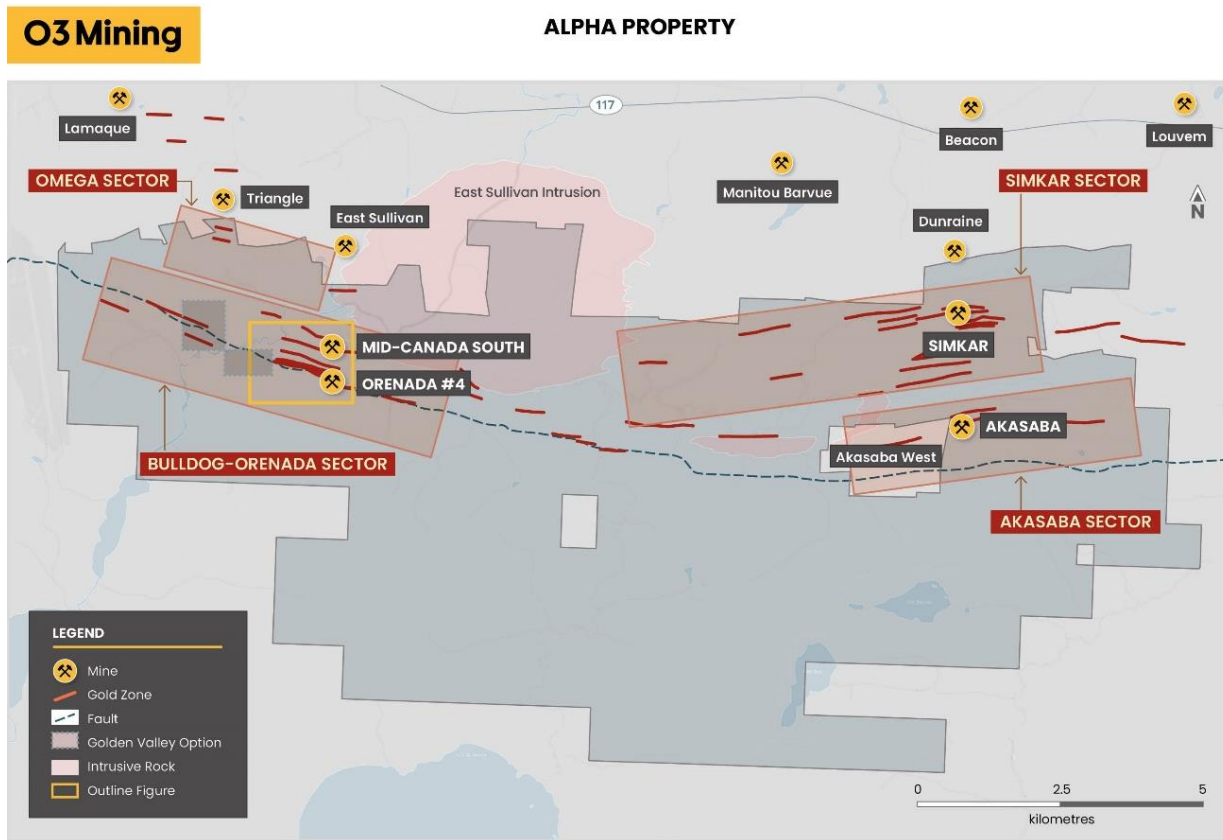 O3 Mining
ALPHA PROPERTY
117
Lamaque
Beacon
Louvem
OMEGA SECTOR
Triangle
East Sullivan Intrusion
Manitou Barvue
SIMKAR SECTOR
N
East Sullivan
Dunraine
MID-CANADA SOUTH
SIMKAR
ORENADA #4
AKASABA
Akasaba West
BULLDOG-ORENADA SECTOR
AKASABA SECTOR
LEGEND
Mine
Gold Zone
Fault
Golden Valley Option
Intrusive Rock
Outline Figure
0 2.5 5
kilometres